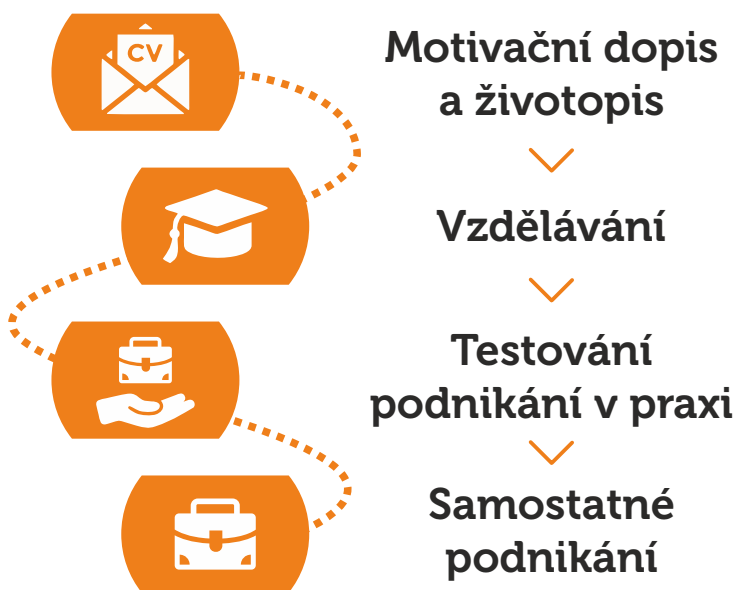 CV
Motivační dopis
a životopis
Vzdělávání
Testování
podnikání v praxi
Samostatné
podnikání